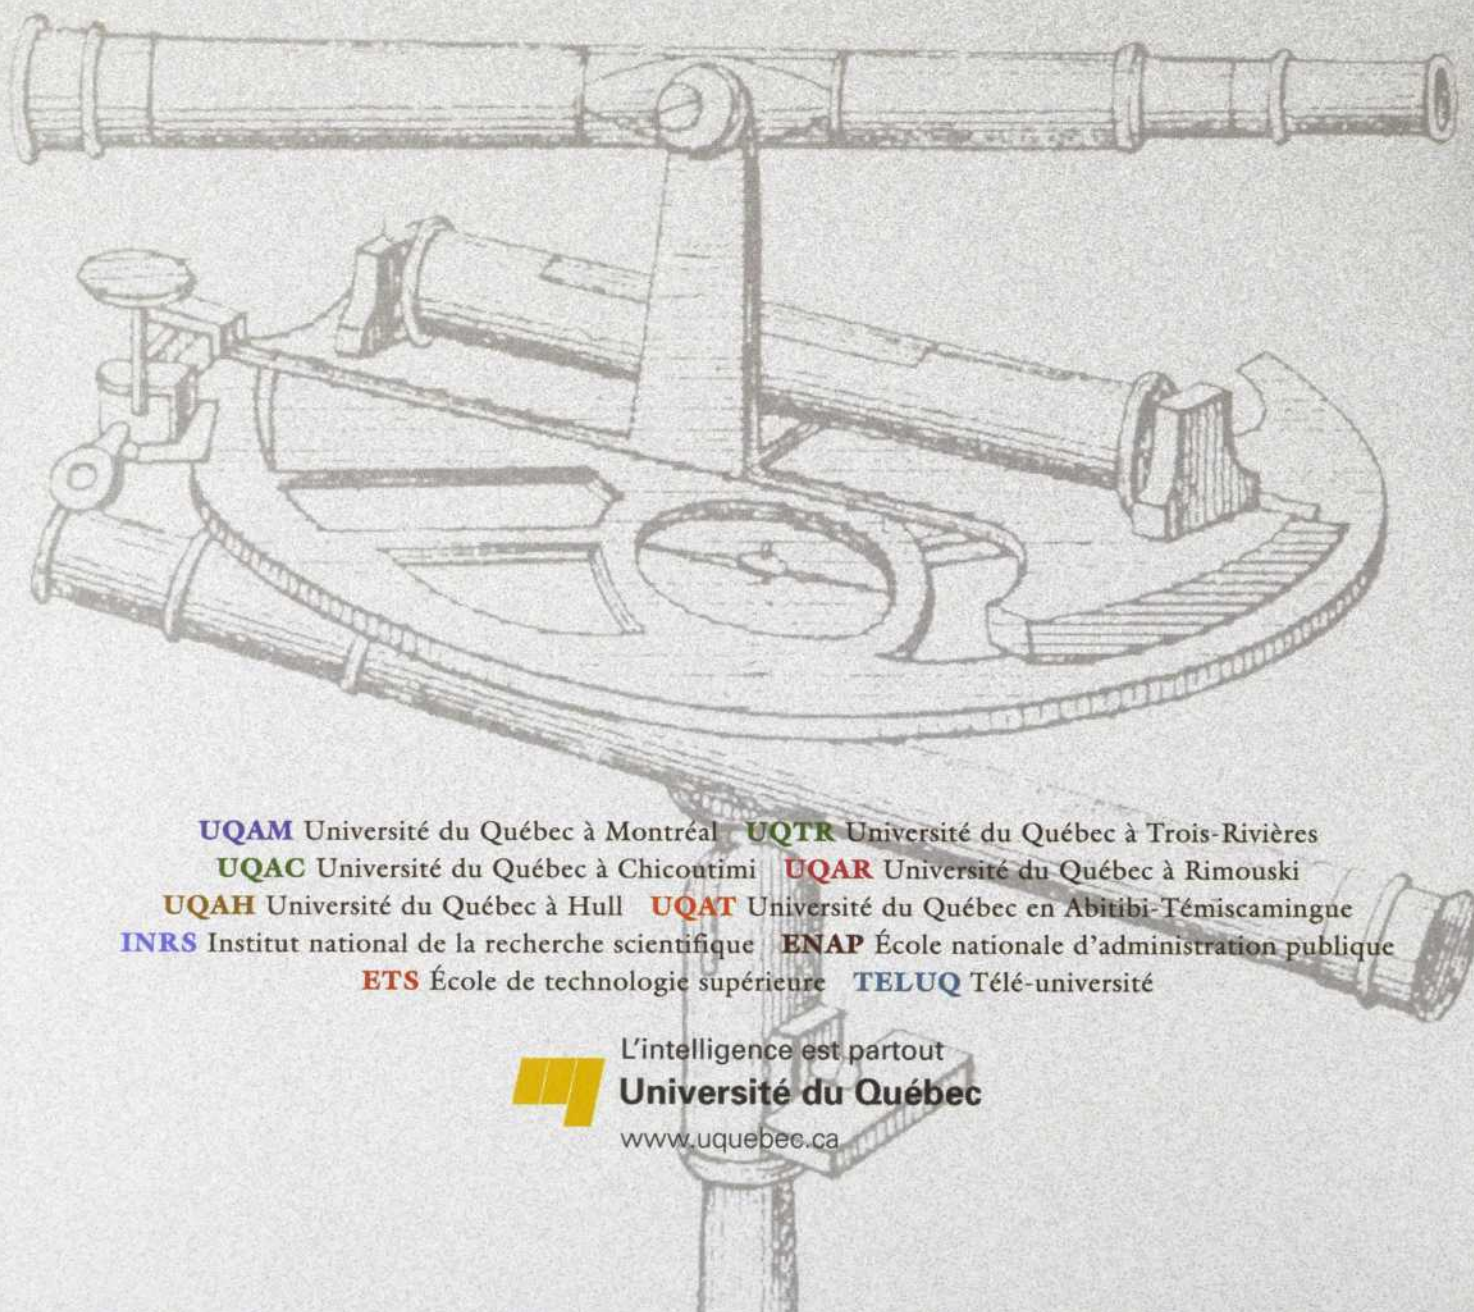 UQAM Université du Québec à Montréal UQTR Université du Québec à Trois-Rivières
UQAC Université du Québec à Chicoutimi UQAR Université du Québec à Rimouski
UQAH Université du Québec à Hull UQAT Université du Québec en Abitibi-Témiscamingue
INRS Institut national de la recherche scientifique ENAP École nationale d'administration publique
ETS École de technologie supérieure TELUQ Télé-université
L'intelligence est partout
Université du Québec
www.uquebec.ca